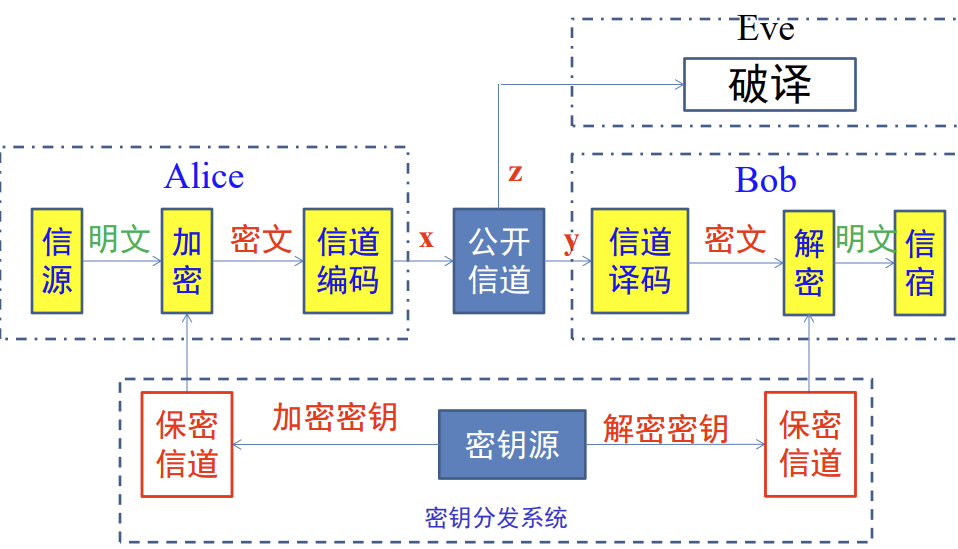 Eve
破译
z
Alice
信源
明文
加密
密文
信道
编码
x
公开
信道
y
Bob
信道
译码
密文
解密
明文
信宿
保密
信道
加密密钥
密钥源
解密密钥
保密
信道
密钥分发系统